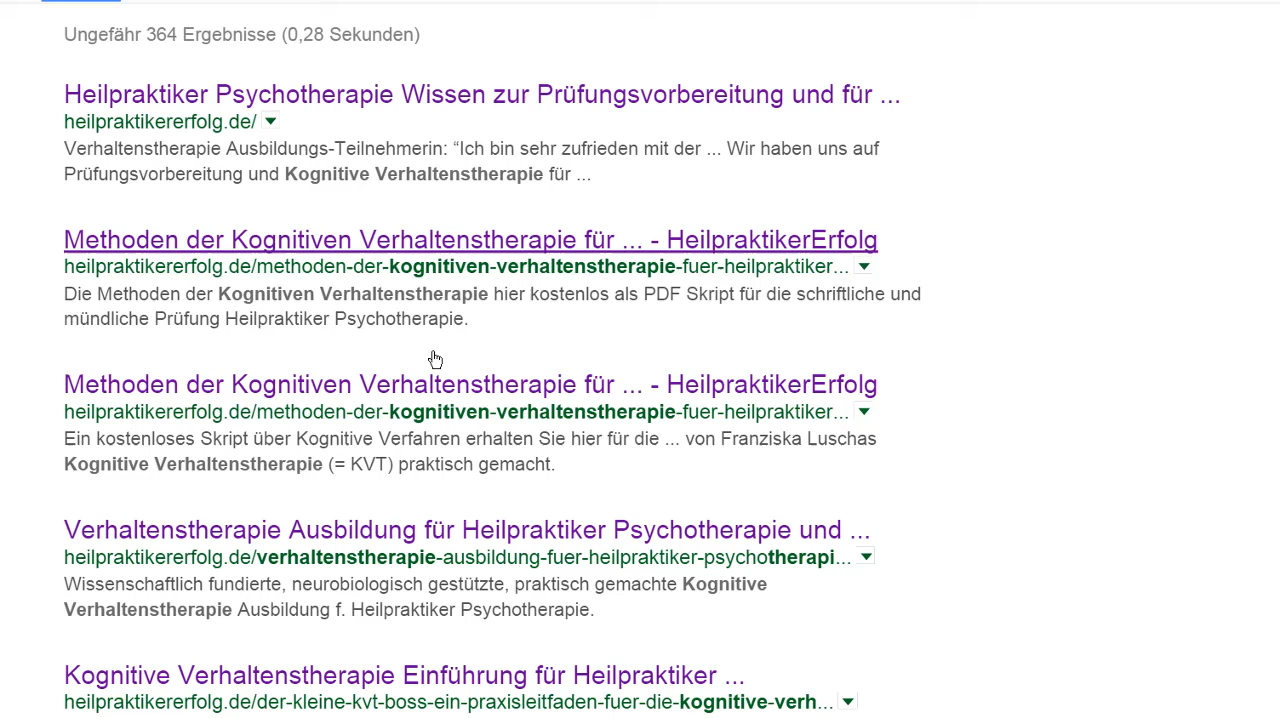 Ungefähr 364 Ergebnisse (0,28 Sekunden)
Heilpraktiker Psychotherapie Wissen zur Prüfungsvorbereitung und für ...
heilpraktikererfolg.de/
Verhaltenstherapie Ausbildungs-Teilnehmerin: “Ich bin sehr zufrieden mit der ... Wir haben uns auf
Prüfungsvorbereitung und Kognitive Verhaltenstherapie für ...
Methoden der Kognitiven Verhaltenstherapie für ... - HeilpraktikerErfolg
heilpraktikererfolg.de/methoden-der-kognitiven-verhaltenstherapie-fuer-heilpraktiker...
Die Methoden der Kognitiven Verhaltenstherapie hier kostenlos als PDF Skript für die schriftliche und
mündliche Prüfung Heilpraktiker Psychotherapie.
Methoden der Kognitiven Verhaltenstherapie für ... - HeilpraktikerErfolg
heilpraktikererfolg.de/methoden-der-kognitiven-verhaltenstherapie-fuer-heilpraktiker...
Ein kostenloses Skript über Kognitive Verfahren erhalten Sie hier für die ... von Franziska Luschas
Kognitive Verhaltenstherapie (= KVT) praktisch gemacht.
Verhaltenstherapie Ausbildung für Heilpraktiker Psychotherapie und ...
heilpraktikererfolg.de/verhaltenstherapie-ausbildung-fuer-heilpraktiker-psychotherapi...
Wissenschaftlich fundierte, neurobiologisch gestützte, praktisch gemachte Kognitive
Verhaltenstherapie Ausbildung f. Heilpraktiker Psychotherapie.
Kognitive Verhaltenstherapie Einführung für Heilpraktiker ...
heilpraktikererfolg.de/der-kleine-kvt-boss-ein-praxisleitfaden-fuer-die-kognitive-verh...